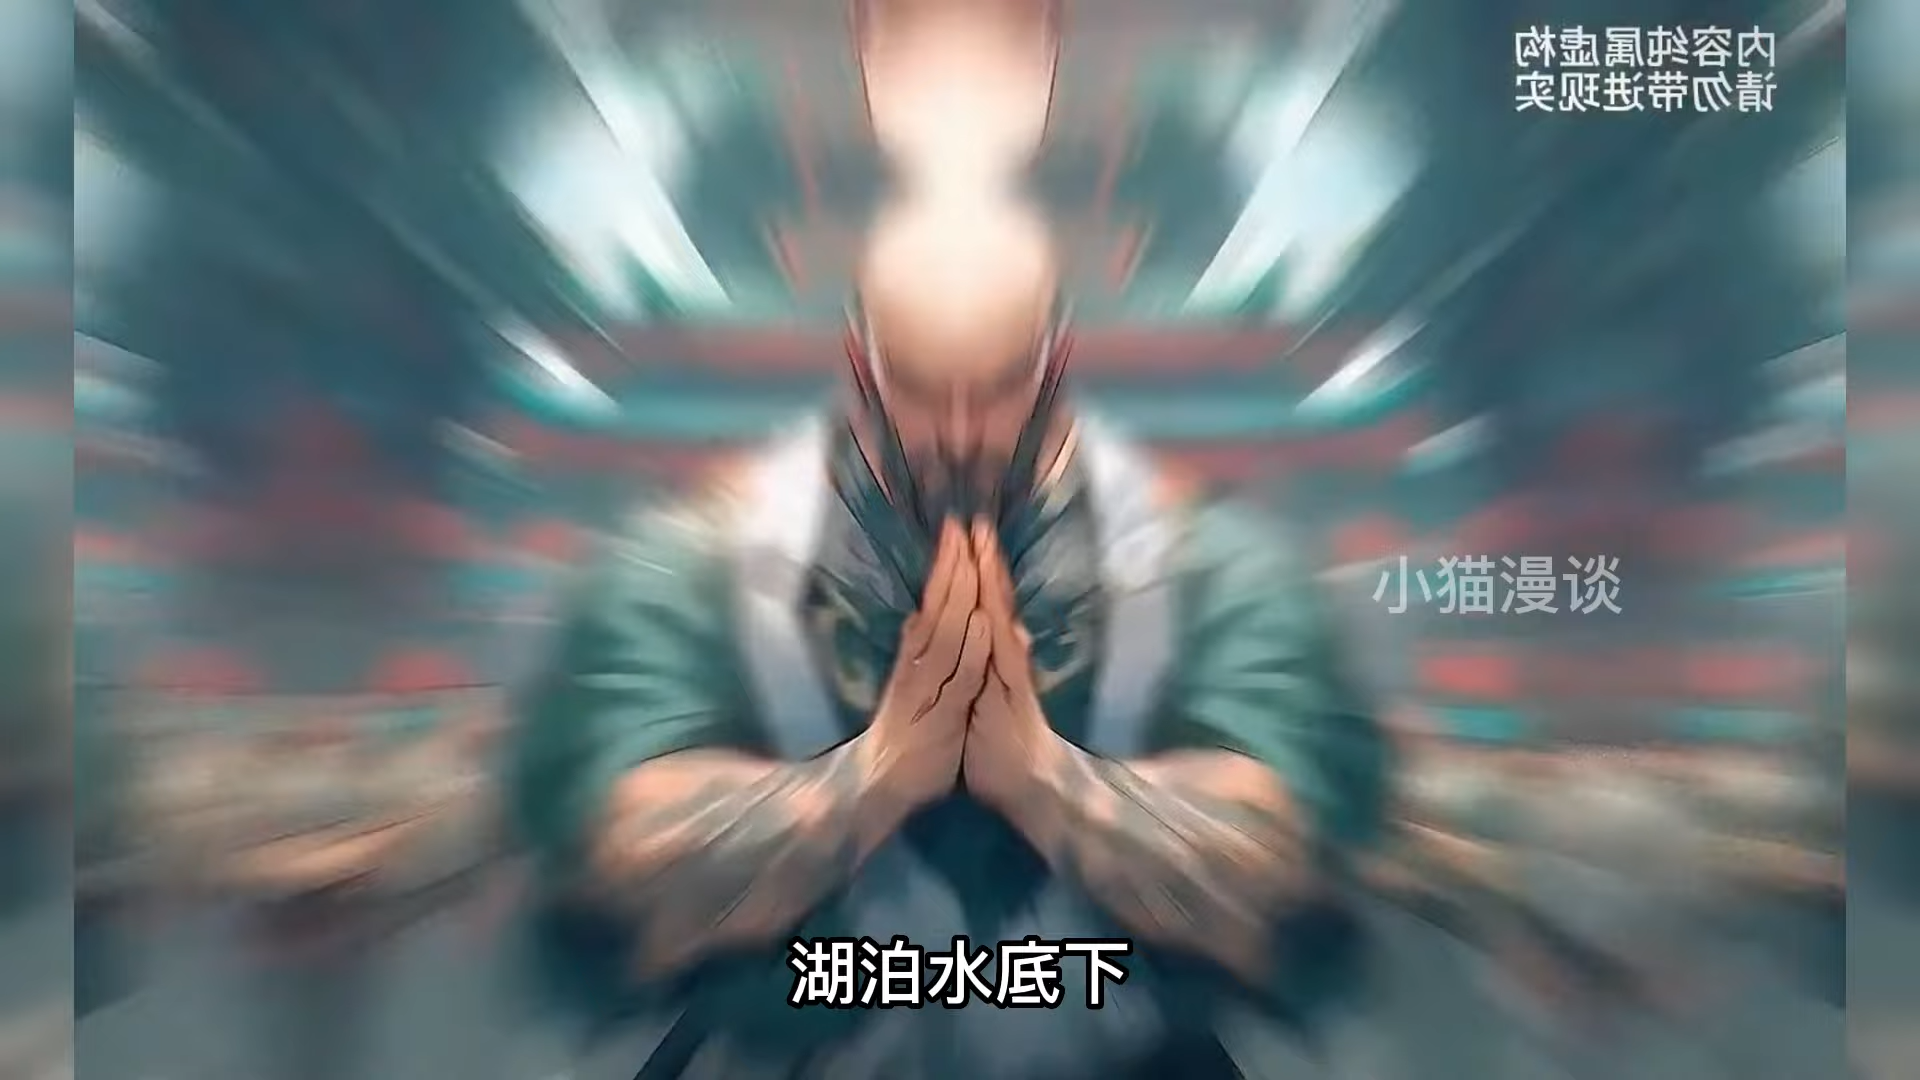 内容纯属虚构
请勿带进现实
小猫漫谈
湖泊水底下